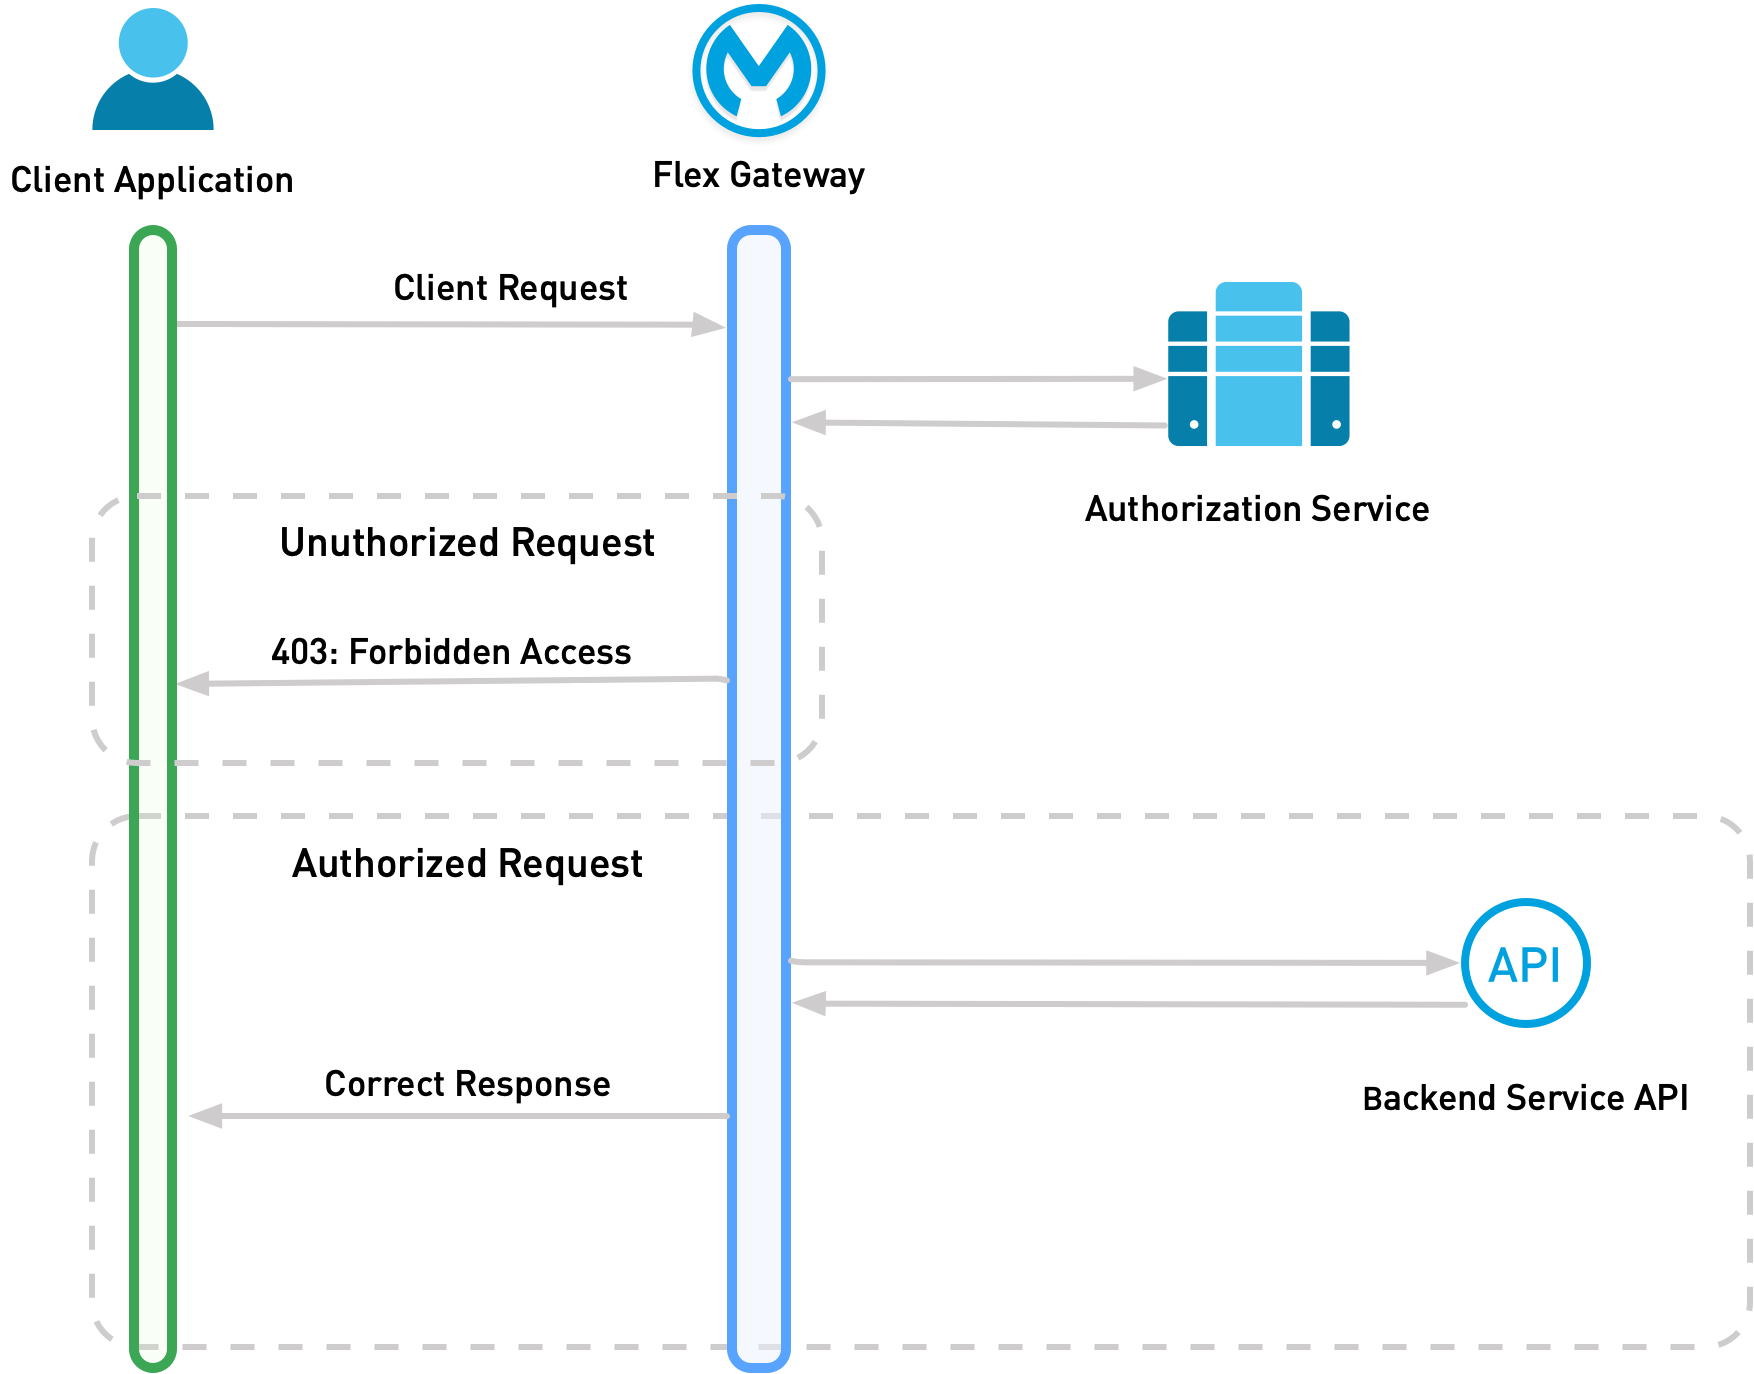 Client Application
Flex Gateway
Client Request
Authorization Service
Unuthorized Request
403: Forbidden Access
Authorized Request
API
Correct Response
Backend Service API